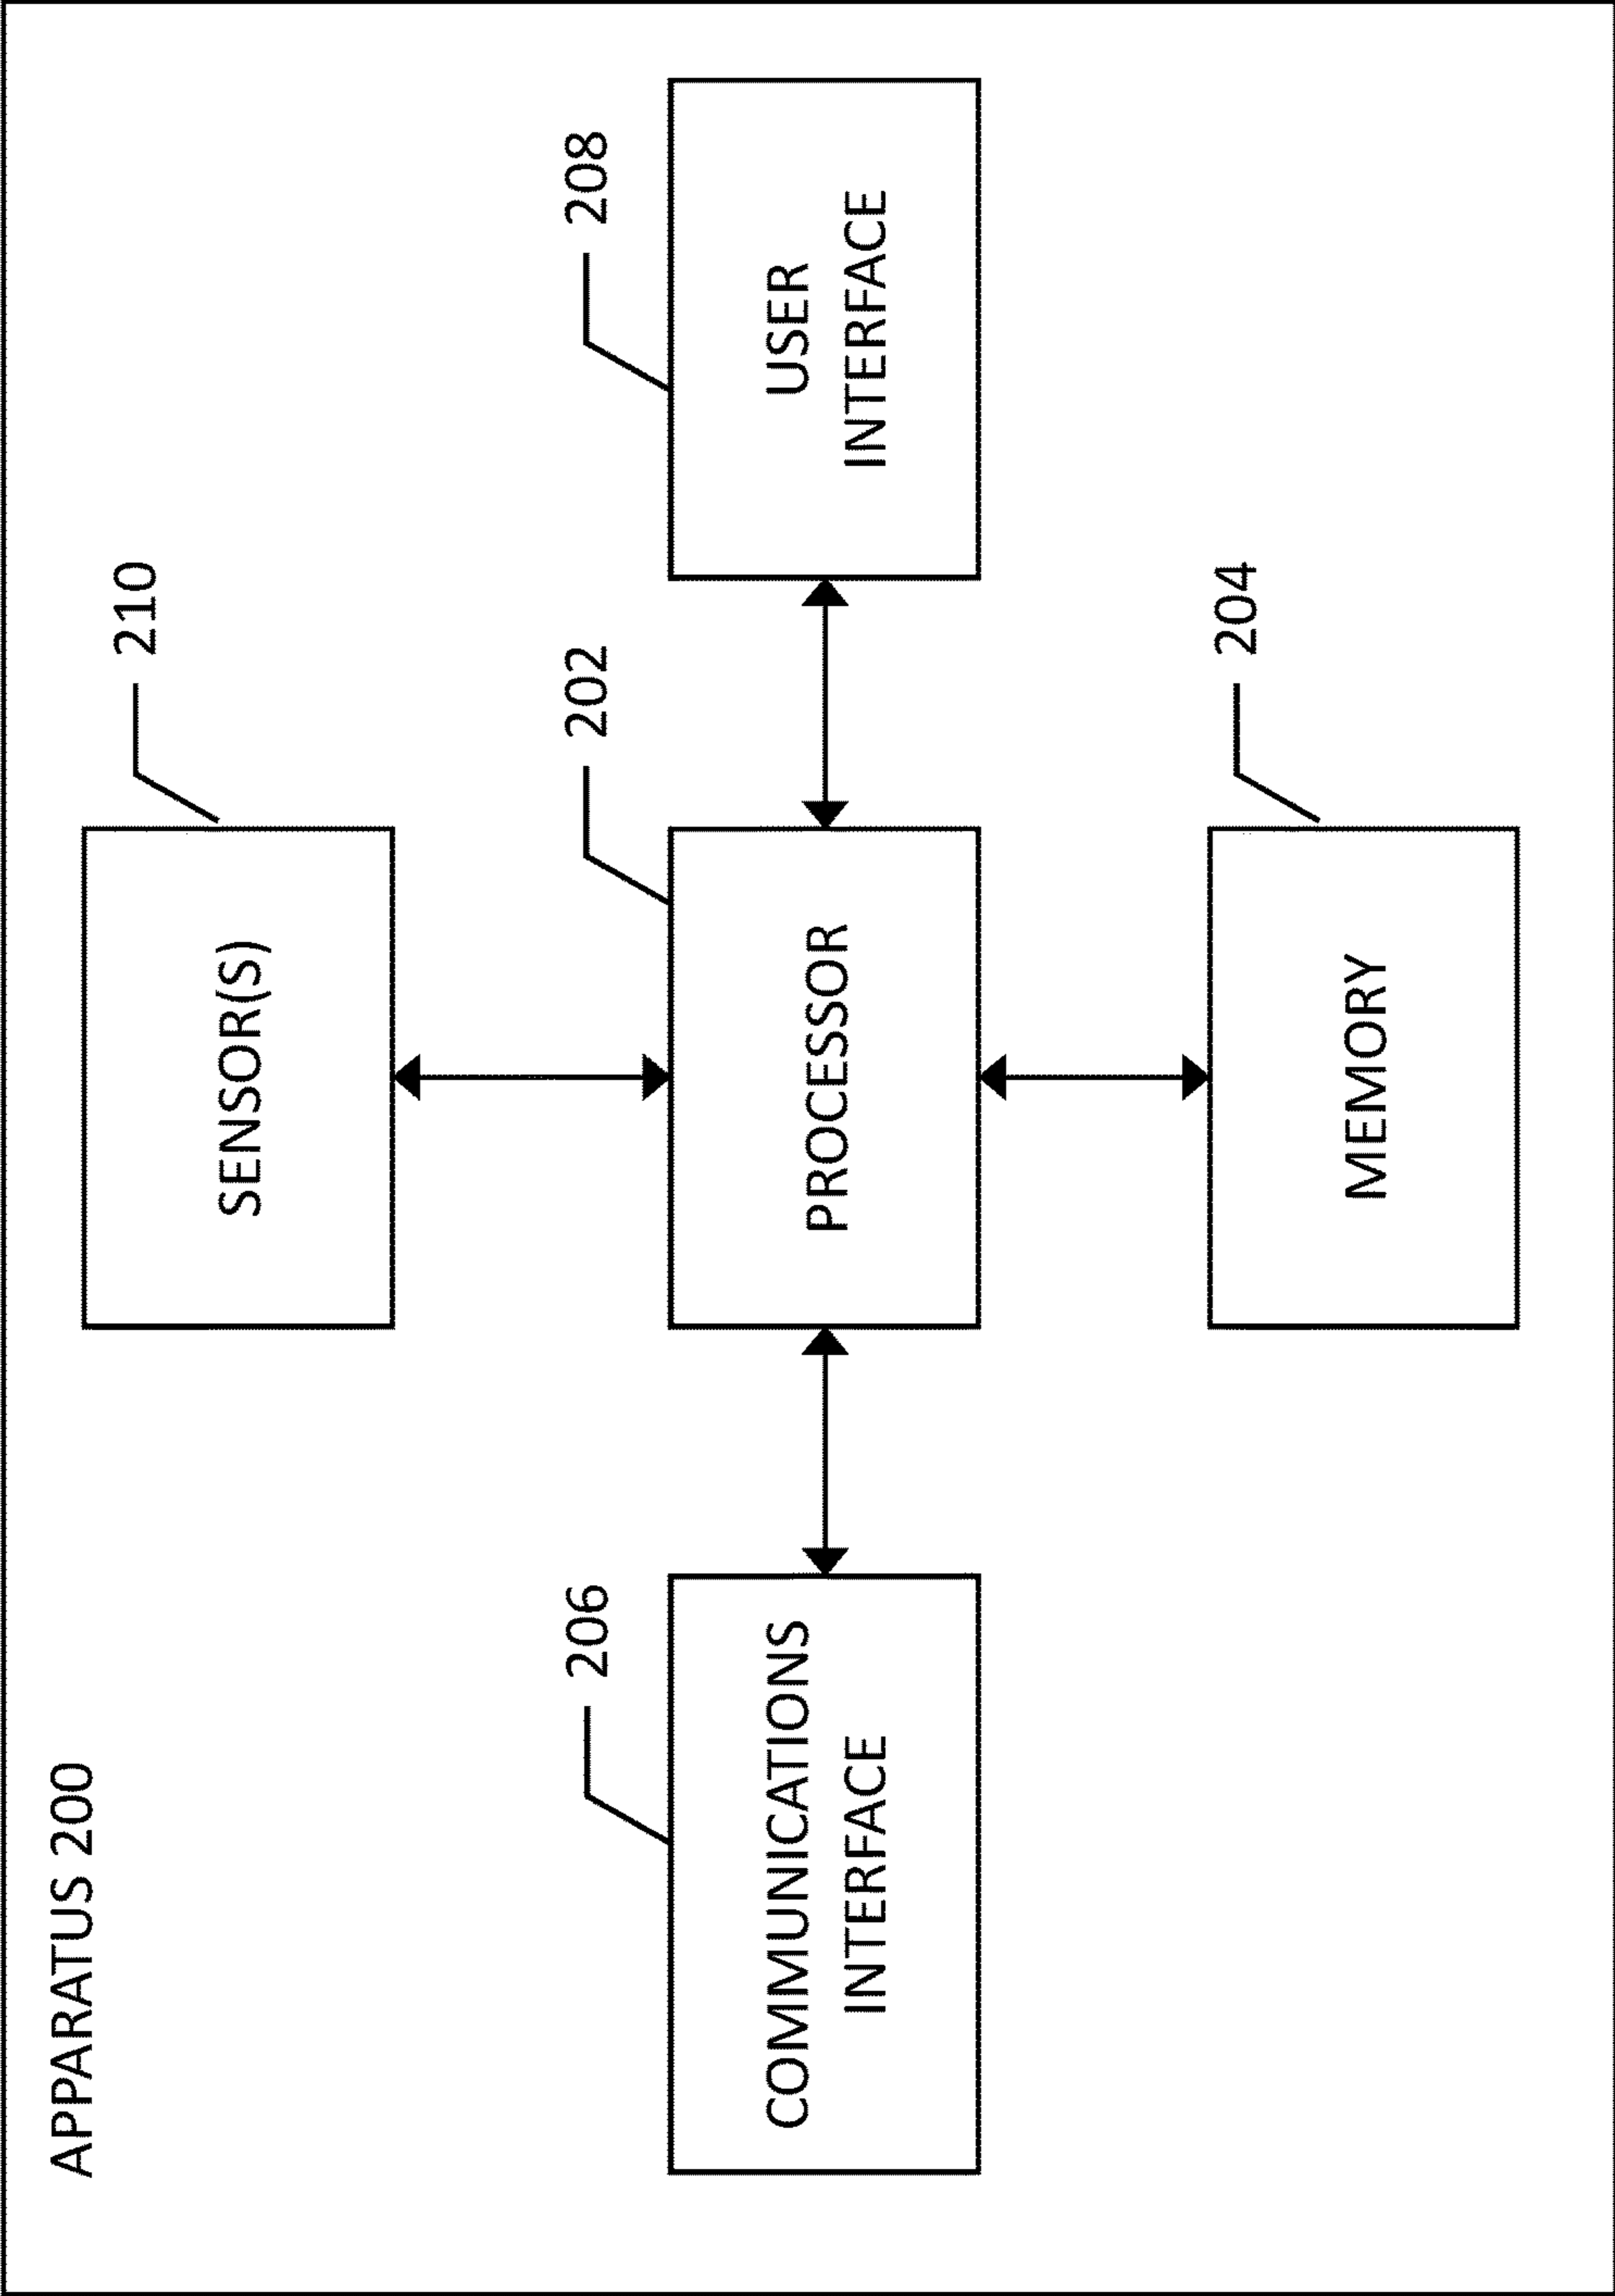 APPARATUS 200
210
SENSOR(S)
206
202
208
COMMUNICATIONS
INTERFACE
PROCESSOR
USER
INTERFACE
204
MEMORY